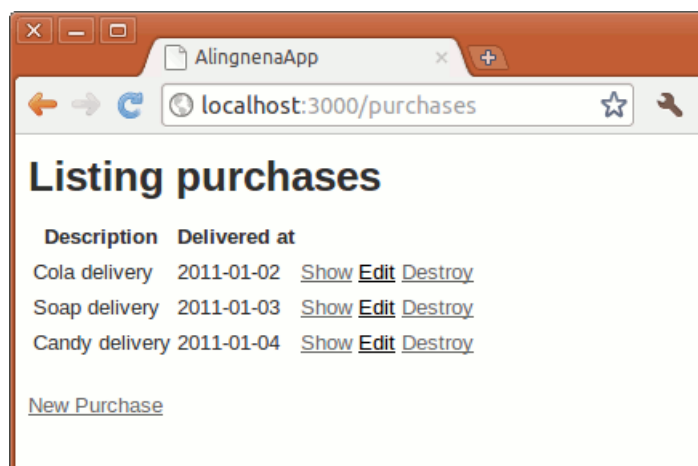 AlingnenaApp
localhost:3000/purchases
Listing purchases
Description Delivered at
Cola delivery 2011-01-02 Show Edit Destroy
Soap delivery 2011-01-03 Show Edit Destroy
Candy delivery 2011-01-04 Show Edit Destroy
New Purchase